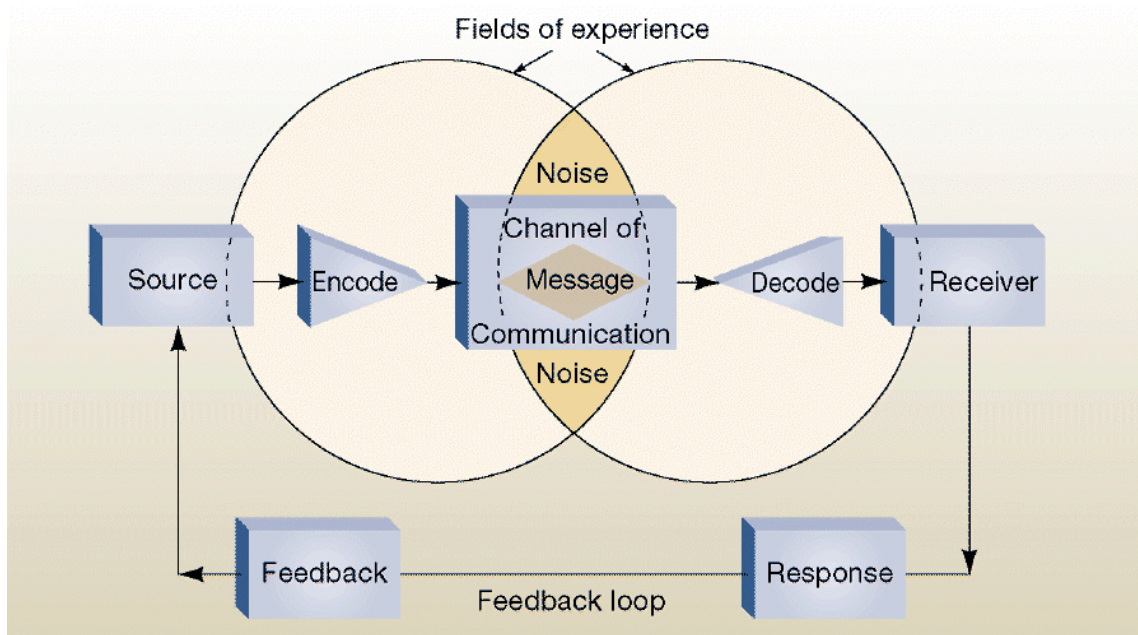 Fields of experience
Noise
Channel of
Source
Encode
Message
Decode
Receiver
Communication
Noise
Feedback
Response
Feedback loop